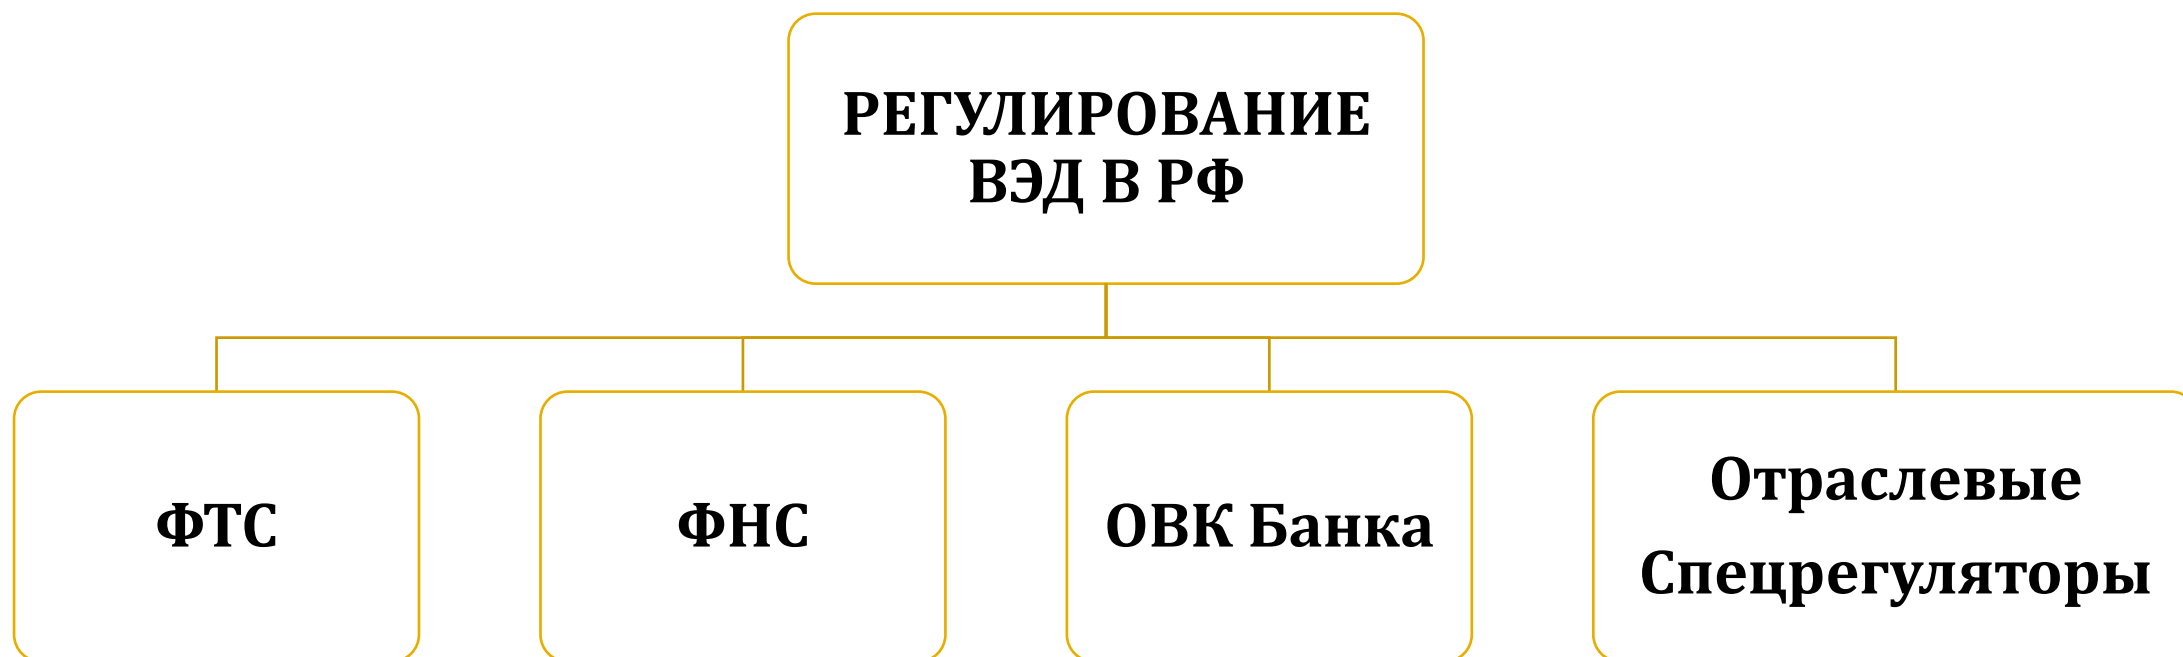 РЕГУЛИРОВАНИЕ
ВЭД В РФ
ФТС
ФНС
ОВК Банка
Отраслевые
Спецрегуляторы